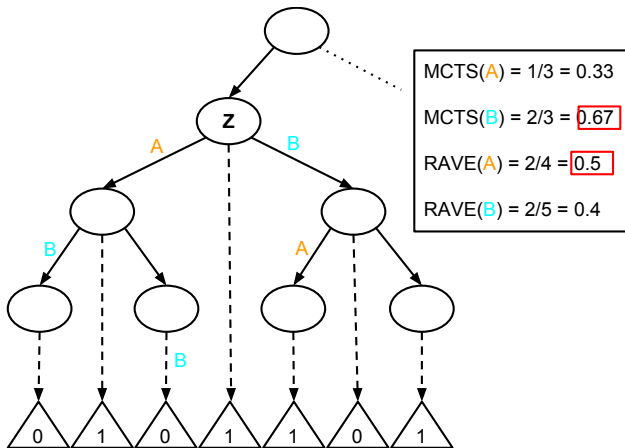 MCTS(A) = 1/3 = 0.33
MCTS(B) = 2/3 = 0.67
RAVE(A) = 2/4 = 0.5
RAVE(B) = 2/5 = 0.4
Z
A
B
B
A
B
0 1 0 1 1 0 1